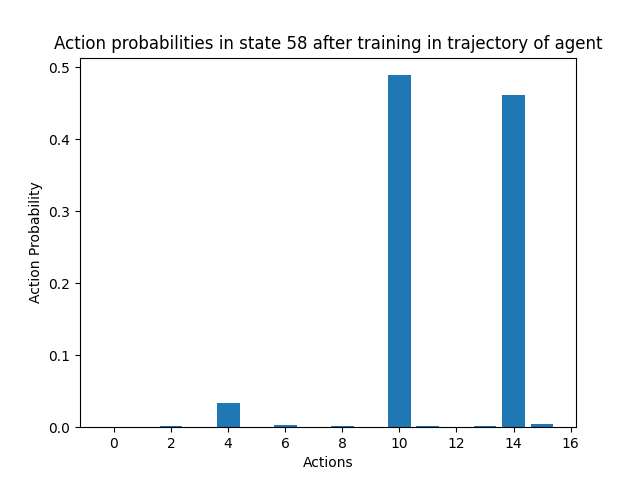 Action probabilities in state 58 after training in trajectory of agent
0.5
0.4
0.3
0.2
0.1
0.0
Action Probability
0 2 4 6 8 10 12 14 16
Actions